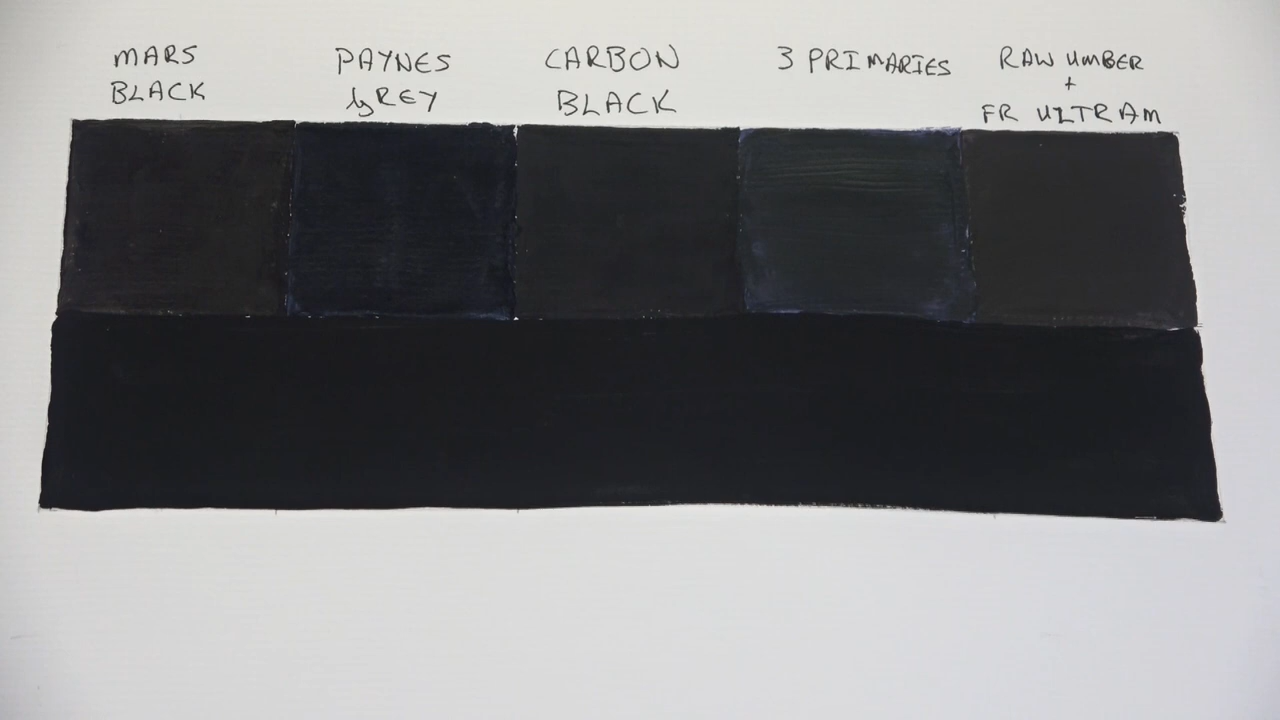 MARS
BLACK
PAYNES
GREY
CARBON
BLACK
3 PRIMARIES
RAW UMBER
+
FR ULTRAM